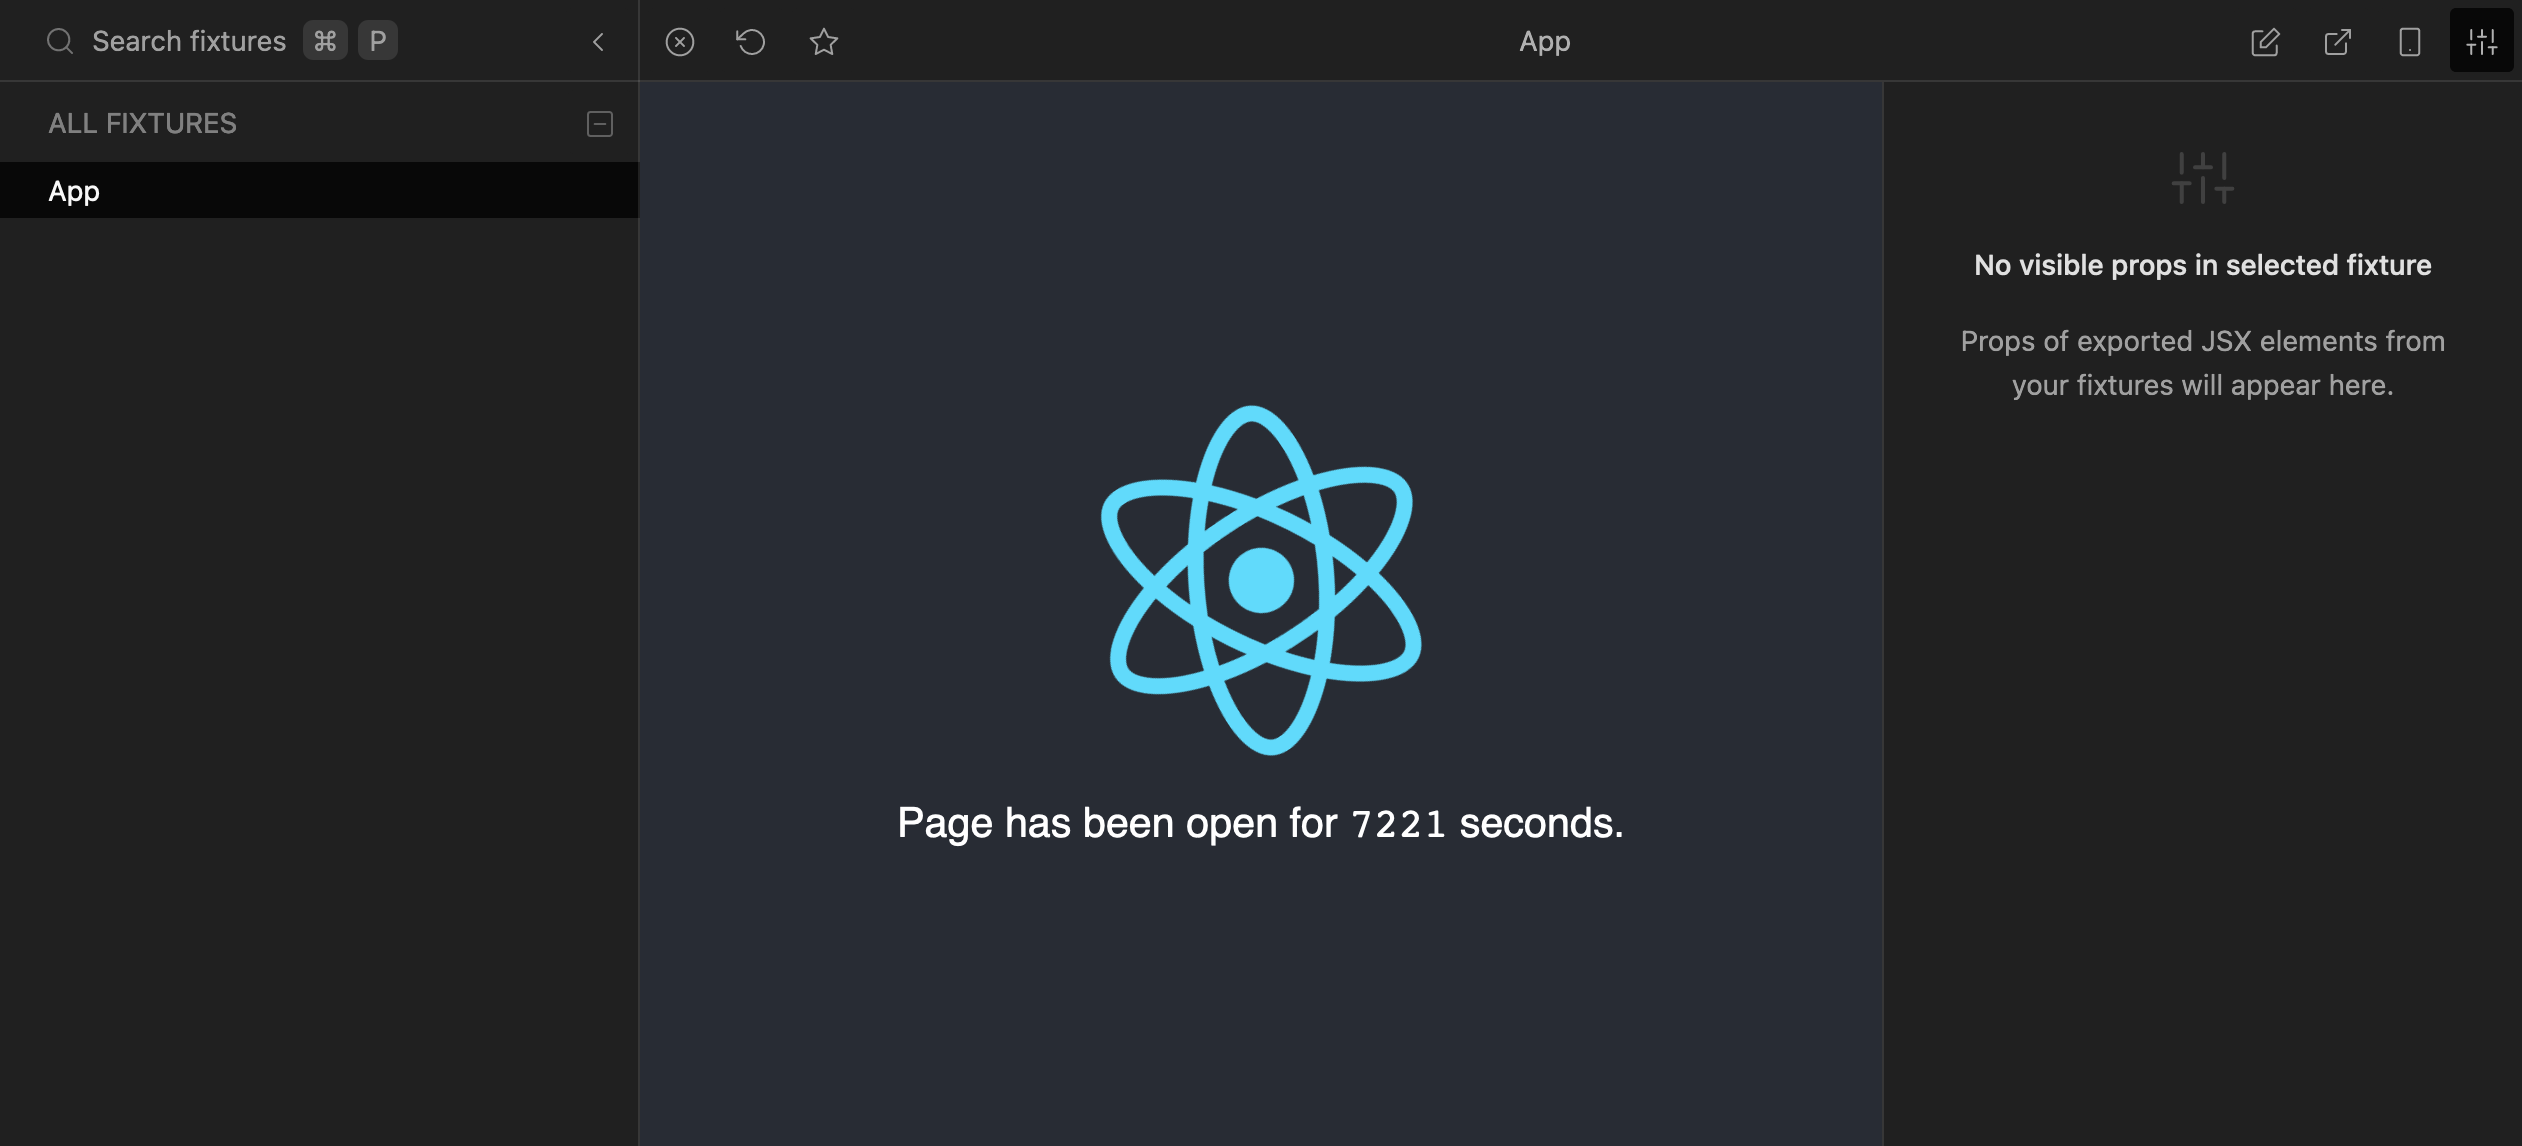 Search fixtures ⌘ P
App
ALL FIXTURES
App
Page has been open for 7221 seconds.
No visible props in selected fixture
Props of exported JSX elements from
your fixtures will appear here.